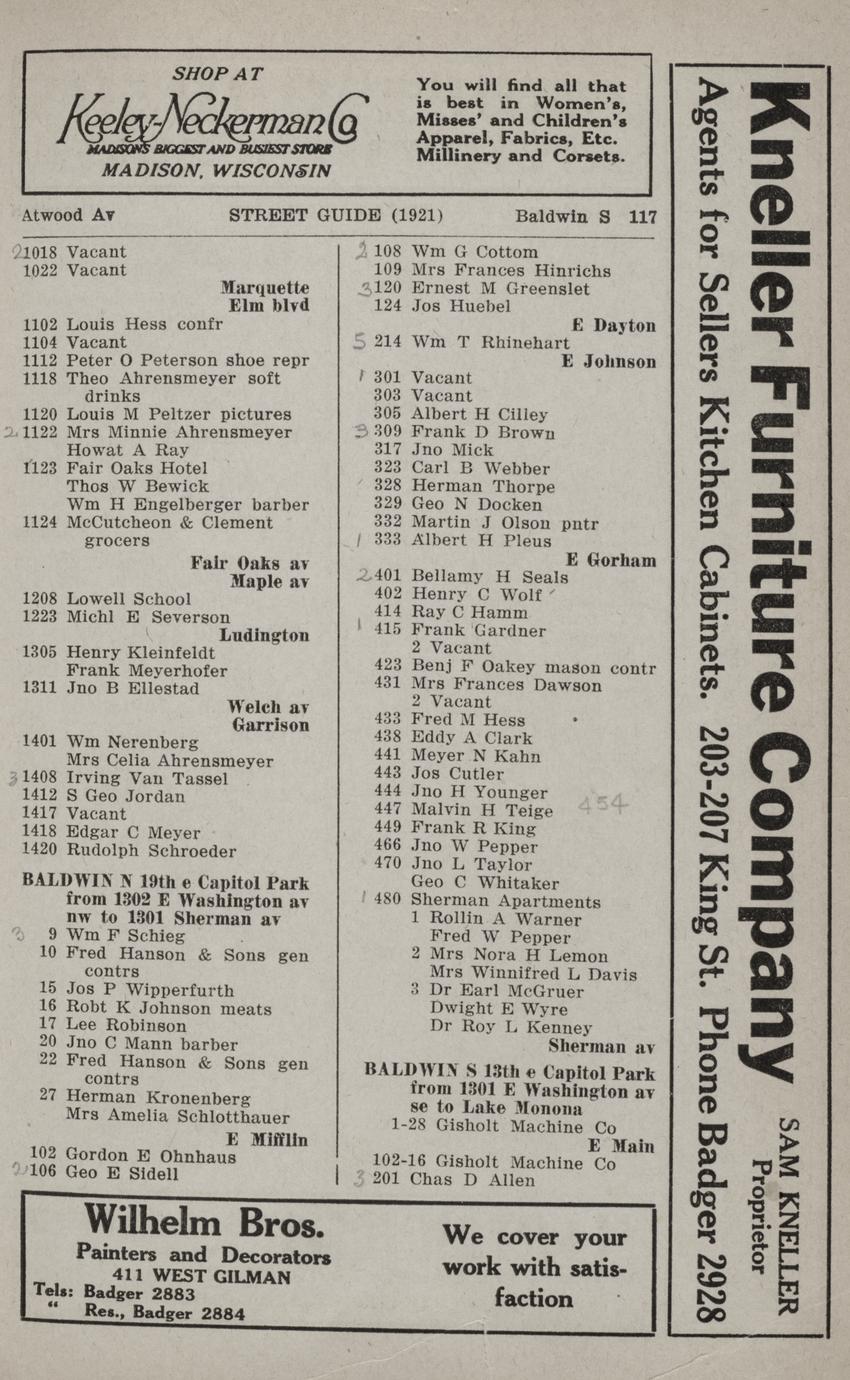 SHOP AT
Keeley-Neckerman Co
MADISON'S BIGGEST AND BUSIEST STORE
MADISON, WISCONSIN
You will find all that
is best in Women's,
Misses' and Children's
Apparel, Fabrics, Etc.
Millinery and Corsets.
Atwood Av STREET GUIDE (1921) Baldwin S 117
2 1018 Vacant
1022 Vacant
Marquette
Elm blvd
1102 Louis Hess confr
1104 Vacant
1112 Peter O Peterson shoe repr
1118 Theo Ahrensmeyer soft
drinks
1120 Louis M Peltzer pictures
2 1122 Mrs Minnie Ahrensmeyer
Howat A Ray
1123 Fair Oaks Hotel
Thos W Bewick
Wm H Engelberger barber
1124 McCutcheon & Clement
grocers
Fair Oaks av
Maple av
1208 Lowell School
1223 Michl E Severson
Ludington
1305 Henry Kleinfeldt
Frank Meyerhofer
1311 Jno B Ellestad
Welch av
Garrison
1401 Wm Nerenberg
Mrs Celia Ahrensmeyer
3 1408 Irving Van Tassel
1412 S Geo Jordan
1417 Vacant
1418 Edgar C Meyer
1420 Rudolph Schroeder
BALDWIN N 19th e Capitol Park
from 1302 E Washington av
nw to 1301 Sherman av
3 9 Wm F Schieg
10 Fred Hanson & Sons gen
contrs
15 Jos P Wipperfurth
16 Robt K Johnson meats
17 Lee Robinson
20 Jno C Mann barber
22 Fred Hanson & Sons gen
contrs
27 Herman Kronenberg
Mrs Amelia Schlotthauer
E Mifflin
102 Gordon E Ohnhaus
2 106 Geo E Sidell
2 108 Wm G Cottom
109 Mrs Frances Hinrichs
3 120 Ernest M Greenslet
124 Jos Huebel
E Dayton
5 214 Wm T Rhinehart
E Johnson
1 301 Vacant
303 Vacant
305 Albert H Cilley
3 309 Frank D Brown
317 Jno Mick
323 Carl B Webber
328 Herman Thorpe
329 Geo N Docken
332 Martin J Olson pntr
1 333 Albert H Pleus
E Gorham
2 401 Bellamy H Seals
402 Henry C Wolf
414 Ray C Hamm
1 415 Frank Gardner
2 Vacant
423 Benj F Oakey mason contr
431 Mrs Frances Dawson
2 Vacant
433 Fred M Hess
438 Eddy A Clark
441 Meyer N Kahn
443 Jos Cutler
444 Jno H Younger
447 Malvin H Teige 454
449 Frank R King
466 Jno W Pepper
470 Jno L Taylor
Geo C Whitaker
1 480 Sherman Apartments
1 Rollin A Warner
Fred W Pepper
2 Mrs Nora H Lemon
Mrs Winnifred L Davis
3 Dr Earl McGruer
Dwight E Wyre
Dr Roy L Kenney
Sherman av
BALDWIN S 13th e Capitol Park
from 1301 E Washington av
se to Lake Monona
1-28 Gisholt Machine Co
E Main
102-16 Gisholt Machine Co
3 201 Chas D Allen
Wilhelm Bros.
Painters and Decorators
411 WEST GILMAN
Tels: Badger 2883
" Res., Badger 2884
We cover your
work with satis-
faction
Kneller Furniture Company
SAM KNELLER
Proprietor
Agents for Sellers Kitchen Cabinets. 203-207 King St. Phone Badger 2928